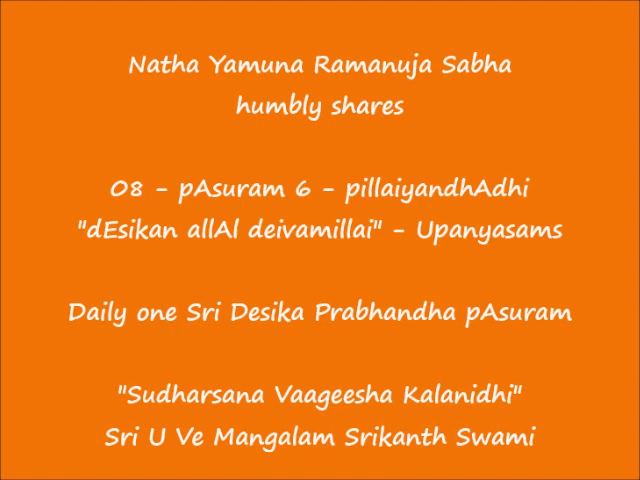 Natha Yamuna Ramanuja Sabha
humbly shares
08 - pAsuram 6 - pillaiyandhAdhi
"dEsikan allAl deivamillai" - Upanyasams
Daily one Sri Desika Prabhandha pAsuram
"Sudharsana Vaageesha Kalanidhi"
Sri U Ve Mangalam Srikanth Swami